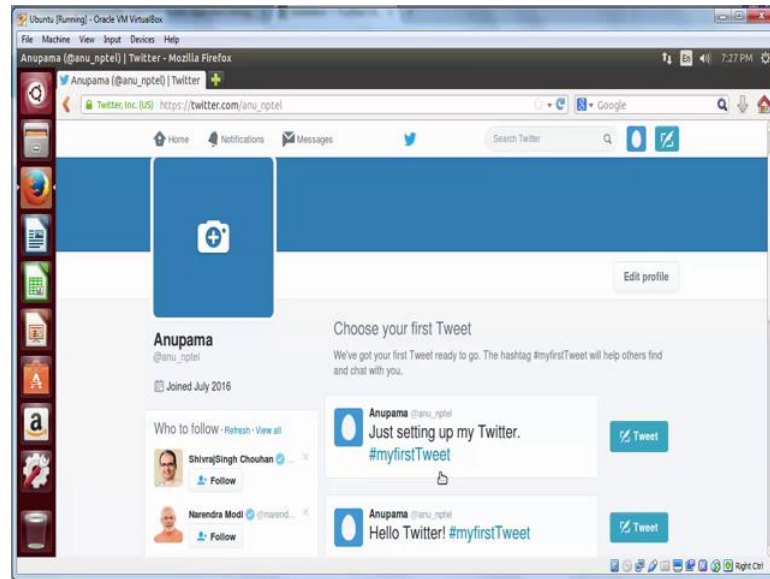 Ubuntu [Running] - Oracle VM VirtualBox
File Machine View Input Devices Help
Anupama (@anu_nptel) | Twitter - Mozilla Firefox
En 7:27 PM
Anupama (@anu_nptel) | Twitter
Twitter, Inc. (US) https://twitter.com/anu_nptel
Google
Home Notifications Messages
Search Twitter
Edit profile
Anupama
@anu_nptel
Joined July 2016
Who to follow · Refresh · View all
ShivrajSingh Chouhan ...
Follow
Narendra Modi @narend...
Follow
Choose your first Tweet
We've got your first Tweet ready to go. The hashtag #myfirstTweet will help others find
and chat with you.
Anupama @anu_nptel
Just setting up my Twitter.
#myfirstTweet
Tweet
Anupama @anu_nptel
Hello Twitter! #myfirstTweet
Tweet
Right Ctrl